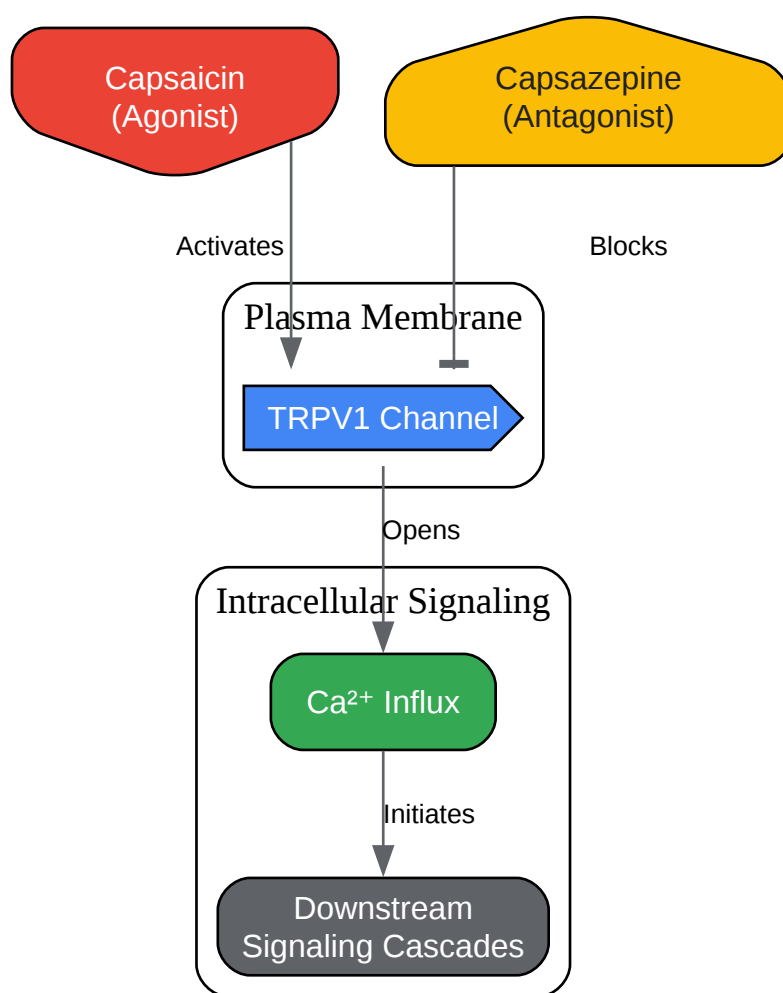 Capsaicin
(Agonist)
Capsazepine
(Antagonist)
Activates
Blocks
Plasma Membrane
TRPV1 Channel
Opens
Intracellular Signaling
Ca²⁺ Influx
Initiates
Downstream
Signaling Cascades